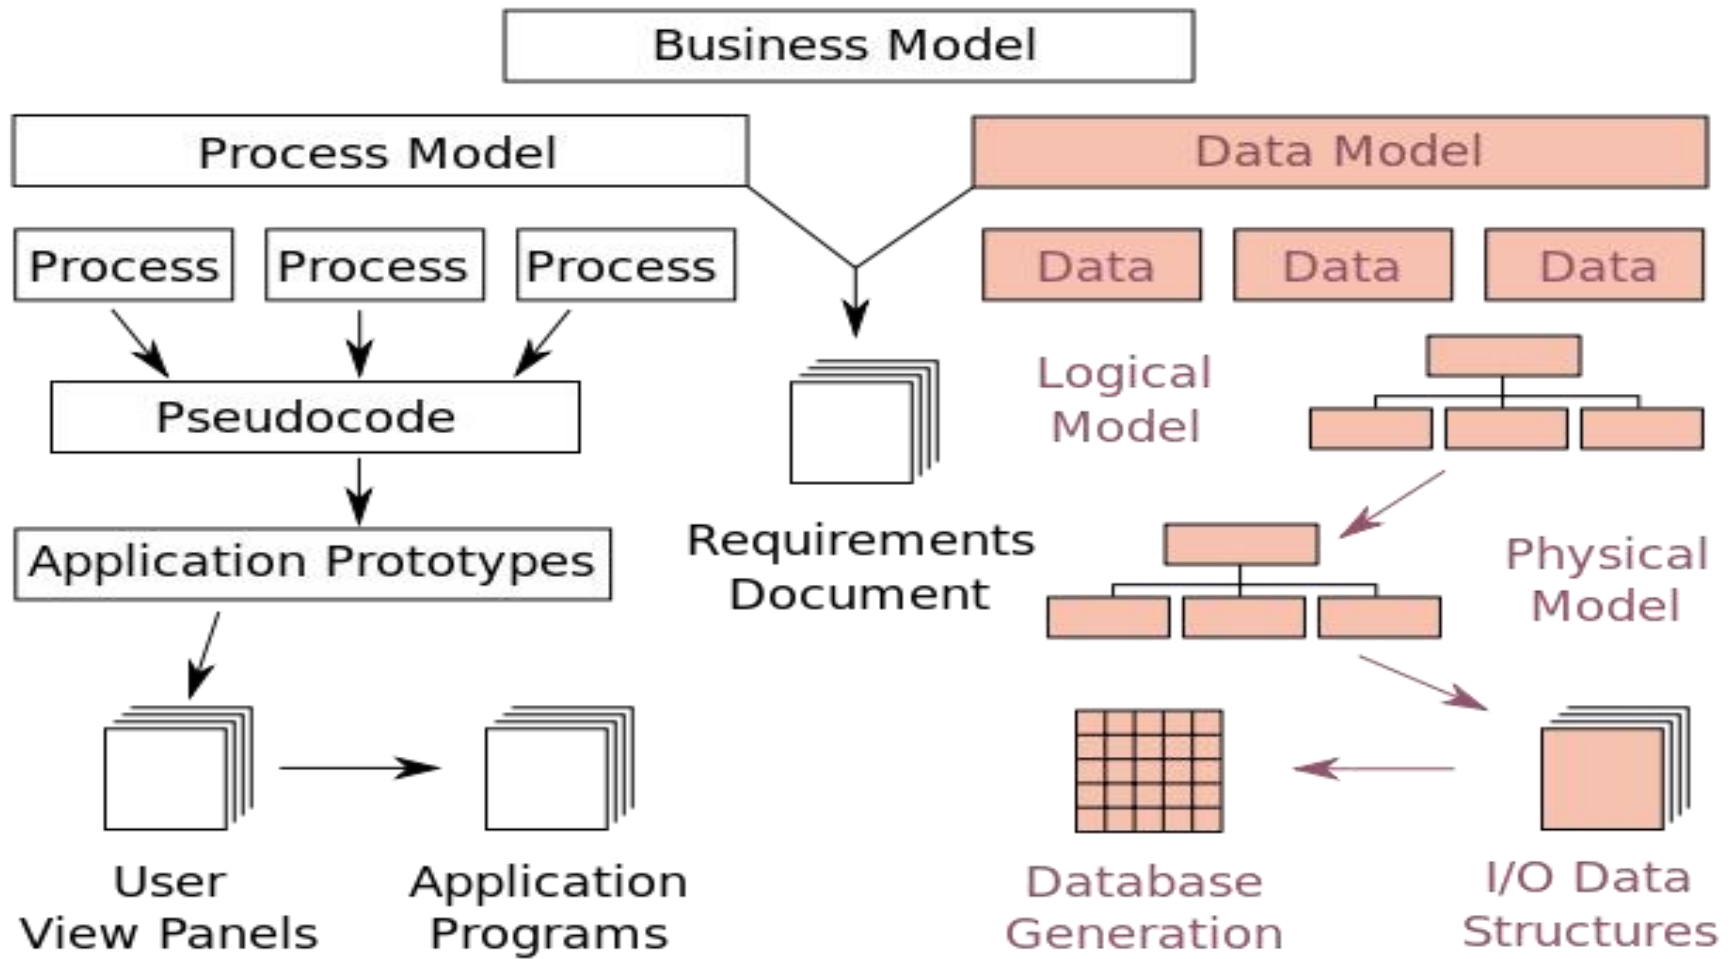 Business Model
Process Model
Data Model
Process
Process
Process
Data
Data
Data
Logical
Model
Pseudocode
Requirements
Document
Application Prototypes
Physical
Model
User
View Panels
Application
Programs
Database
Generation
I/O Data
Structures